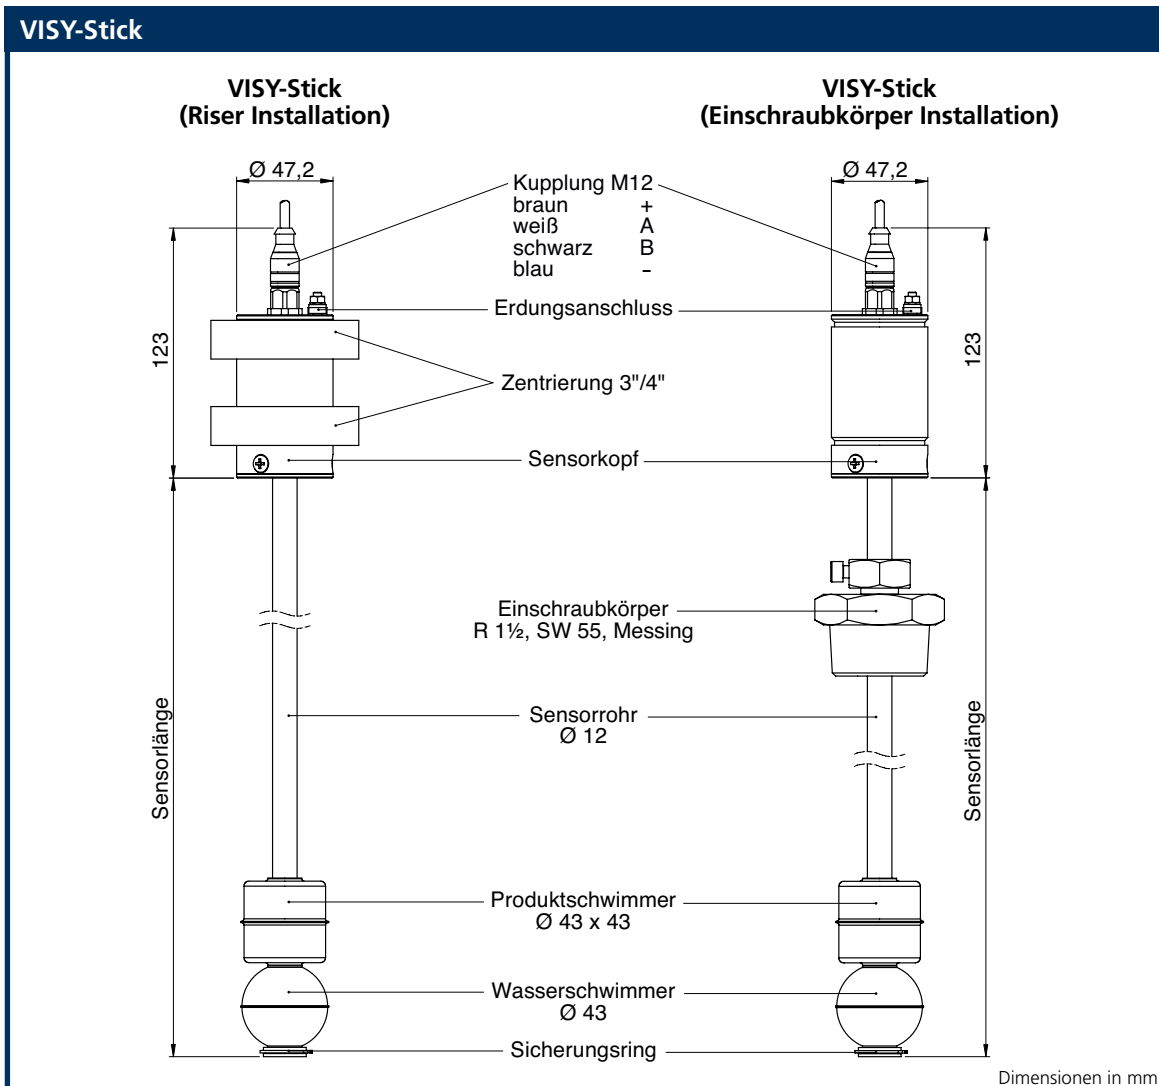 VISY-Stick
VISY-Stick
(Riser Installation)
VISY-Stick
(Einschraubkörper Installation)
Ø 47,2
Ø 47,2
Kupplung M12
braun +
weiß A
schwarz B
blau -
Erdungsanschluss
123
123
Zentrierung 3"/4"
Sensorkopf
Einschraubkörper
R 1½, SW 55, Messing
Sensorrohr
Ø 12
Sensorlänge
Sensorlänge
Produktschwimmer
Ø 43 x 43
Wasserschwimmer
Ø 43
Sicherungsring
Dimensionen in mm